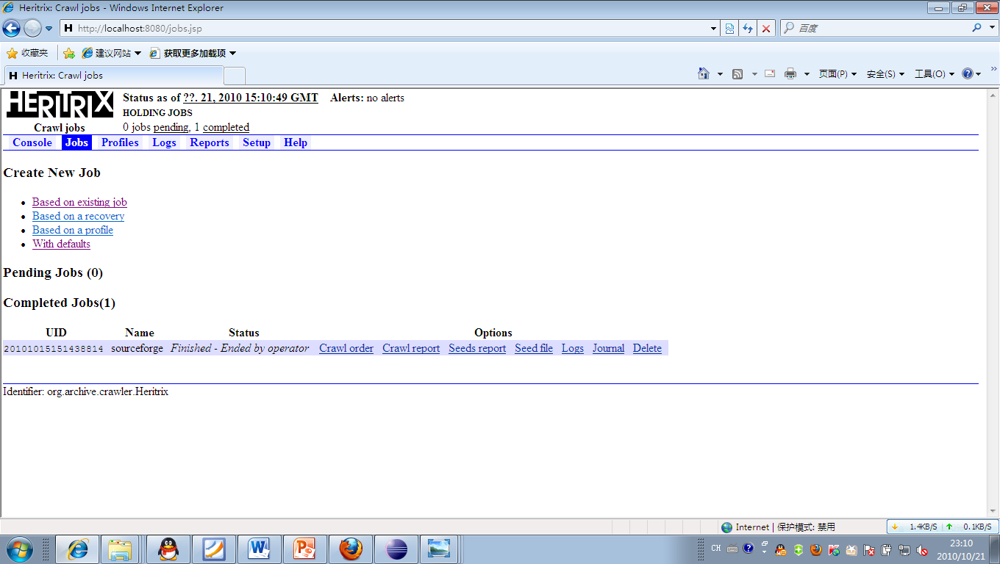 Heritrix: Crawl jobs - Windows Internet Explorer
H http://localhost:8080/jobs.jsp 百度
收藏夹 建议网站 获取更多加载项
H Heritrix: Crawl jobs 页面(P) 安全(S) 工具(O)
HERITRIX Status as of ??. 21, 2010 15:10:49 GMT Alerts: no alerts
HOLDING JOBS
Crawl jobs 0 jobs pending, 1 completed
Console Jobs Profiles Logs Reports Setup Help
Create New Job
• Based on existing job
• Based on a recovery
• Based on a profile
• With defaults
Pending Jobs (0)
Completed Jobs(1)
UID Name Status Options
20101015151438814 sourceforge Finished - Ended by operator Crawl order Crawl report Seeds report Seed file Logs Journal Delete
Identifier: org.archive.crawler.Heritrix
Internet | 保护模式: 禁用 1.4KB/S 0.1KB/S
CH 23:10
2010/10/21